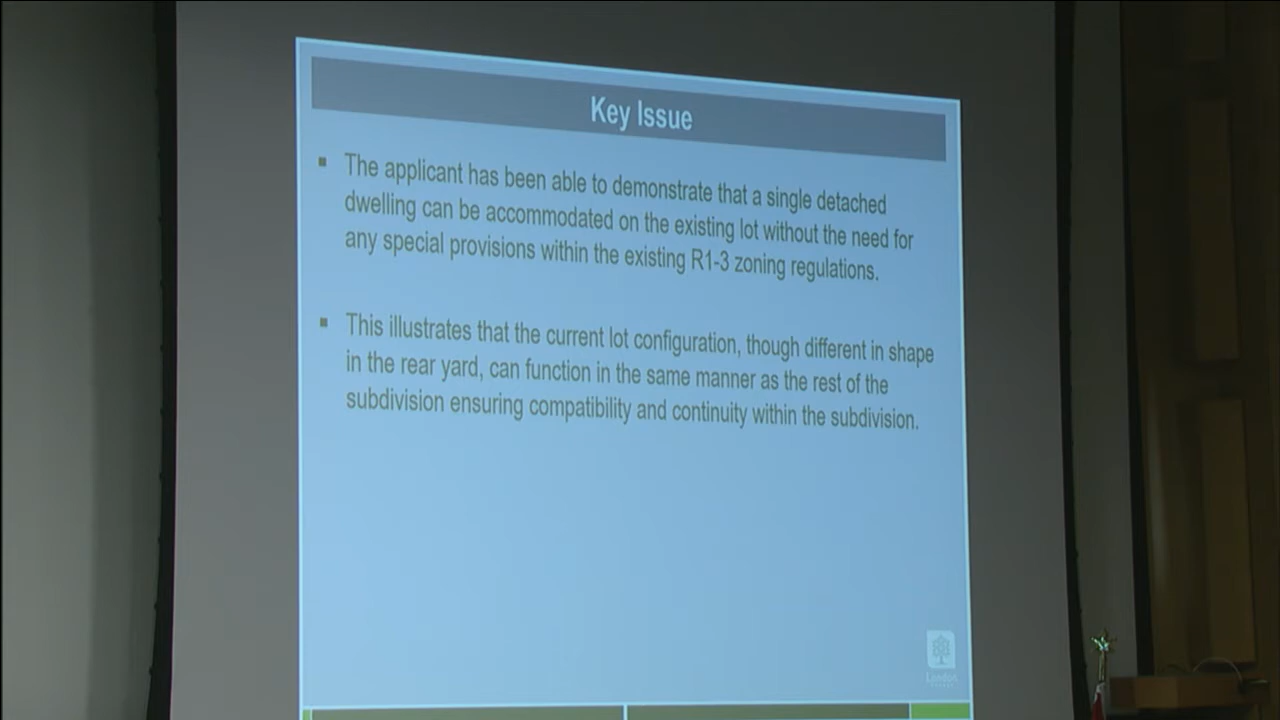 Key Issue
▪ The applicant has been able to demonstrate that a single detached
dwelling can be accommodated on the existing lot without the need for
any special provisions within the existing R1-3 zoning regulations.
▪ This illustrates that the current lot configuration, though different in shape
in the rear yard, can function in the same manner as the rest of the
subdivision ensuring compatibility and continuity within the subdivision.
London